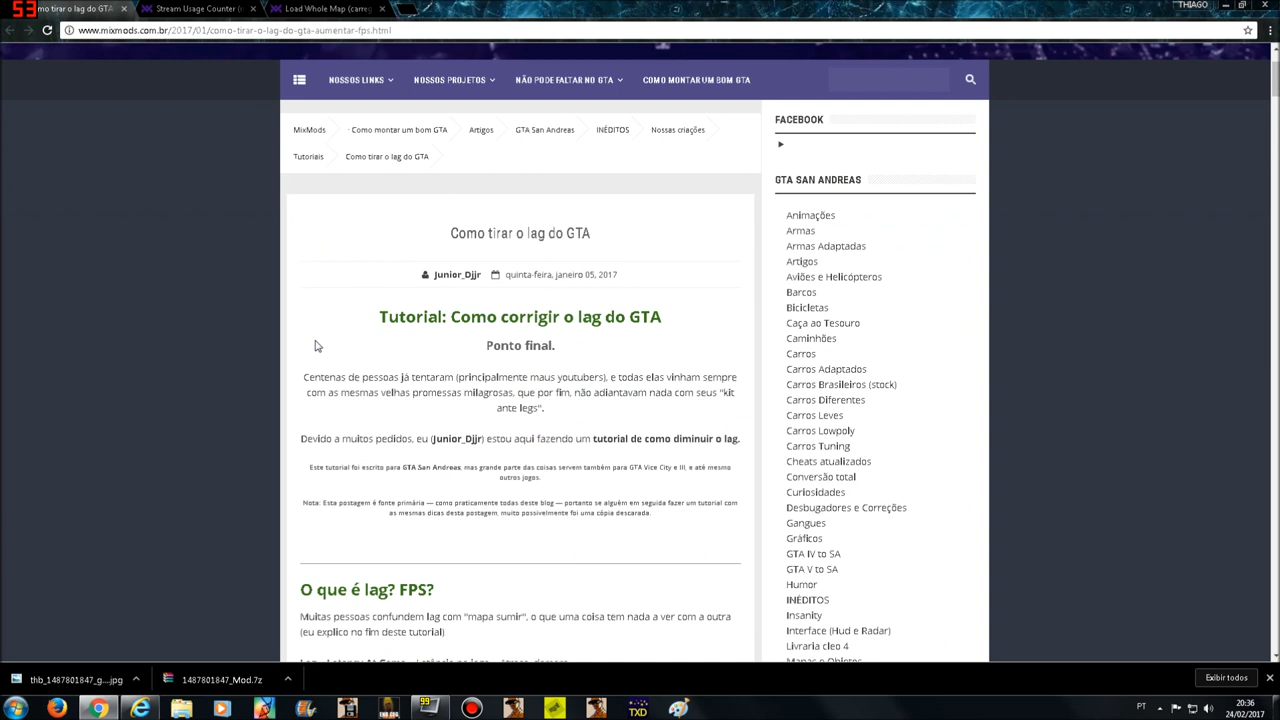 53
omo tirar o lag do GTA
Stream Usage Counter (m
Load Whole Map (carreg
THIAGO
www.mixmods.com.br/2017/01/como-tirar-o-lag-do-gta-aumentar-fps.html
NOSSOS LINKS NOSSOS PROJETOS NÃO PODE FALTAR NO GTA COMO MONTAR UM BOM GTA
MixMods · Como montar um bom GTA Artigos GTA San Andreas INÉDITOS Nossas criações
Tutoriais Como tirar o lag do GTA
Como tirar o lag do GTA
Junior_Djjr quinta-feira, janeiro 05, 2017
Tutorial: Como corrigir o lag do GTA
Ponto final.
Centenas de pessoas já tentaram (principalmente maus youtubers), e todas elas vinham sempre
com as mesmas velhas promessas milagrosas, que por fim, não adiantavam nada com seus "kit
ante legs".
Devido a muitos pedidos, eu (Junior_Djjr) estou aqui fazendo um tutorial de como diminuir o lag.
Este tutorial foi escrito para GTA San Andreas, mas grande parte das coisas servem também para GTA Vice City e III, e até mesmo
outros jogos.
Nota: Esta postagem é fonte primária — como praticamente todas deste blog — portanto se alguém em seguida fazer um tutorial com
as mesmas dicas desta postagem, muito possivelmente foi uma cópia descarada.
O que é lag? FPS?
Muitas pessoas confundem lag com "mapa sumir", o que uma coisa tem nada a ver com a outra
(eu explico no fim deste tutorial)
FACEBOOK
GTA SAN ANDREAS
Animações
Armas
Armas Adaptadas
Artigos
Aviões e Helicópteros
Barcos
Bicicletas
Caça ao Tesouro
Caminhões
Carros
Carros Adaptados
Carros Brasileiros (stock)
Carros Diferentes
Carros Leves
Carros Lowpoly
Carros Tuning
Cheats atualizados
Conversão total
Curiosidades
Desbugadores e Correções
Gangues
Gráficos
GTA IV to SA
GTA V to SA
Humor
INÉDITOS
Insanity
Interface (Hud e Radar)
Livraria cleo 4
Mapas e Objetos
thb_1487801847_g....jpg
1487801847_Mod.7z
Exibir todos
99
TXD
PT
20:36
24/02/2017